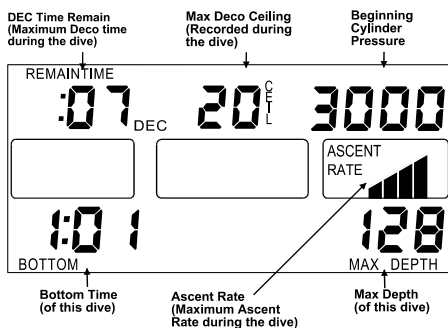 DEC Time Remain
(Maximum Deco time
during the dive)
Max Deco Ceiling
(Recorded during
the dive)
Beginning
Cylinder
Pressure
REMAINTIME
:07 DEC
20 CEIL
3000
ASCENT
RATE
1:01
128
BOTTOM
MAX DEPTH
Bottom Time
(of this dive)
Ascent Rate
(Maximum Ascent
Rate during the dive)
Max Depth
(of this dive)